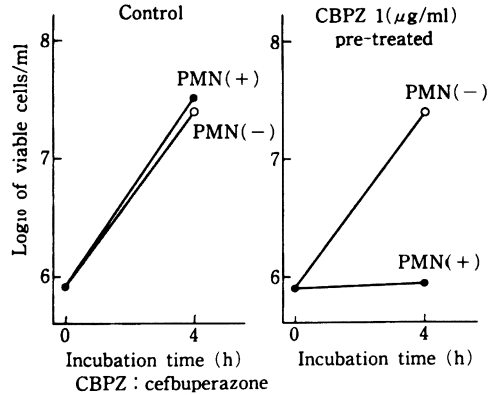 Control
CBPZ 1(μg/ml)
pre-treated
Log₁₀ of viable cells/ml
8
7
6
PMN(+)
PMN(−)
0
4
Incubation time (h)
8
7
6
PMN(−)
PMN(+)
0
4
Incubation time (h)
CBPZ : cefbuperazone